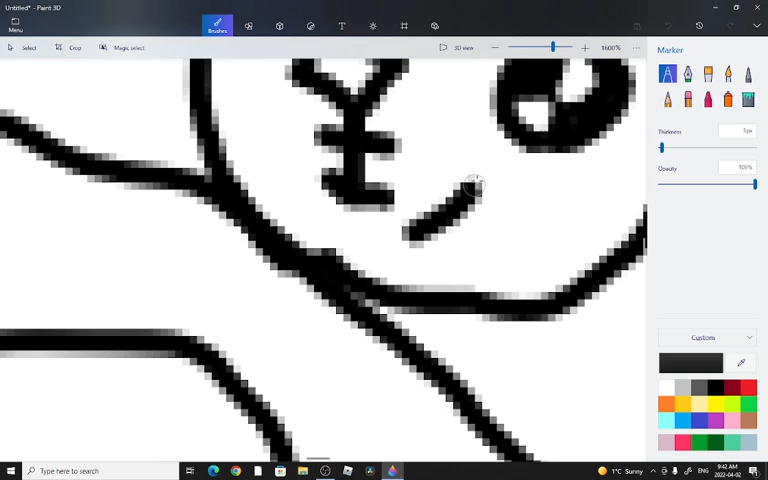 Untitled* - Paint 3D
Menu
Brushes
Select
Crop
Magic select
3D view
1600%
Marker
Thickness
3px
Opacity
100%
Custom
Type here to search
1°C Sunny
ENG
9:42 AM
2022-04-02